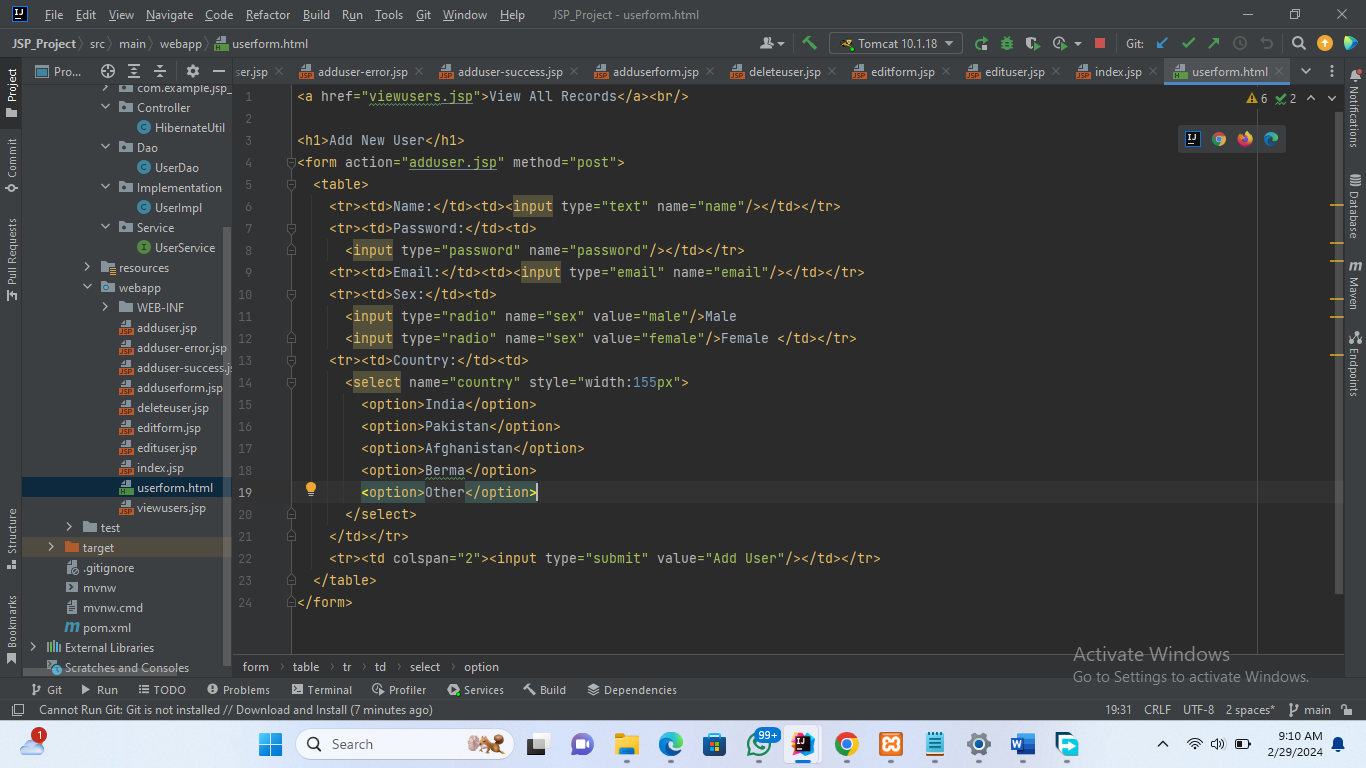 File Edit View Navigate Code Refactor Build Run Tools Git Window Help JSP_Project - userform.html
JSP_Project src main webapp userform.html Tomcat 10.1.18 Git:
Project Pro... ser.jsp adduser-error.jsp adduser-success.jsp adduserform.jsp deleteuser.jsp editform.jsp edituser.jsp index.jsp userform.html
com.example.jsp_
Controller
HibernateUtil
Dao
UserDao
Implementation
UserImpl
Service
UserService
resources
webapp
WEB-INF
adduser.jsp
adduser-error.jsp
adduser-success.js
adduserform.jsp
deleteuser.jsp
editform.jsp
edituser.jsp
index.jsp
userform.html
viewusers.jsp
test
target
.gitignore
mvnw
mvnw.cmd
pom.xml
External Libraries
Scratches and Consoles
Commit
Pull Requests
Structure
Bookmarks
1 <a href="viewusers.jsp">View All Records</a><br/>
2
3 <h1>Add New User</h1>
4 <form action="adduser.jsp" method="post">
5 <table>
6 <tr><td>Name:</td><td><input type="text" name="name"/></td></tr>
7 <tr><td>Password:</td><td>
8 <input type="password" name="password"/></td></tr>
9 <tr><td>Email:</td><td><input type="email" name="email"/></td></tr>
10 <tr><td>Sex:</td><td>
11 <input type="radio" name="sex" value="male"/>Male
12 <input type="radio" name="sex" value="female"/>Female </td></tr>
13 <tr><td>Country:</td><td>
14 <select name="country" style="width:155px">
15 <option>India</option>
16 <option>Pakistan</option>
17 <option>Afghanistan</option>
18 <option>Berma</option>
19 <option>Other</option>
20 </select>
21 </td></tr>
22 <tr><td colspan="2"><input type="submit" value="Add User"/></td></tr>
23 </table>
24 </form>
6 2
Notifications
Database
m Maven
Endpoints
Activate Windows
Go to Settings to activate Windows.
form table tr td select option
Git Run TODO Problems Terminal Profiler Services Build Dependencies
Cannot Run Git: Git is not installed // Download and Install (7 minutes ago) 19:31 CRLF UTF-8 2 spaces* main
1 Search 99+ 9:10 AM
2/29/2024